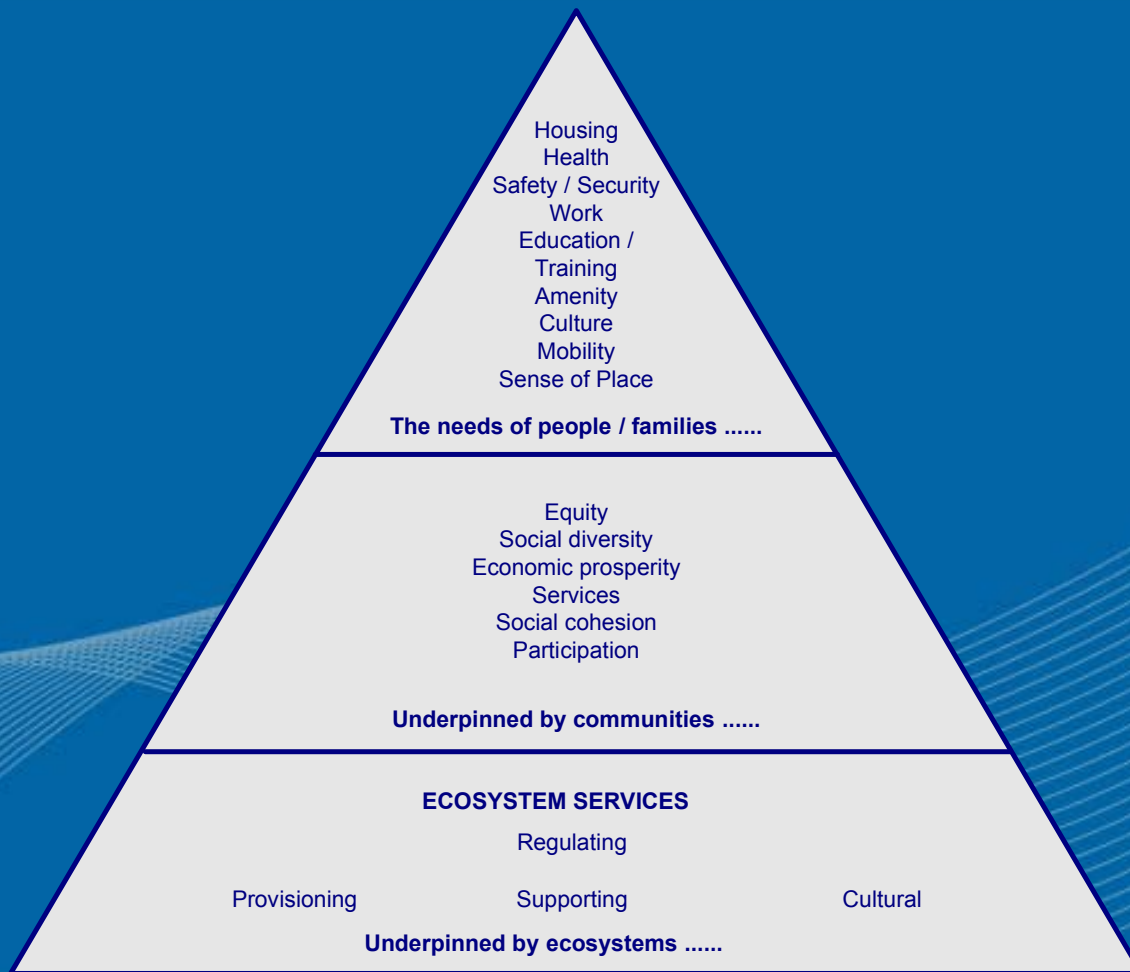 Housing
Health
Safety / Security
Work
Education /
Training
Amenity
Culture
Mobility
Sense of Place
The needs of people / families ......
Equity
Social diversity
Economic prosperity
Services
Social cohesion
Participation
Underpinned by communities ......
ECOSYSTEM SERVICES
Regulating
Provisioning Supporting Cultural
Underpinned by ecosystems ......